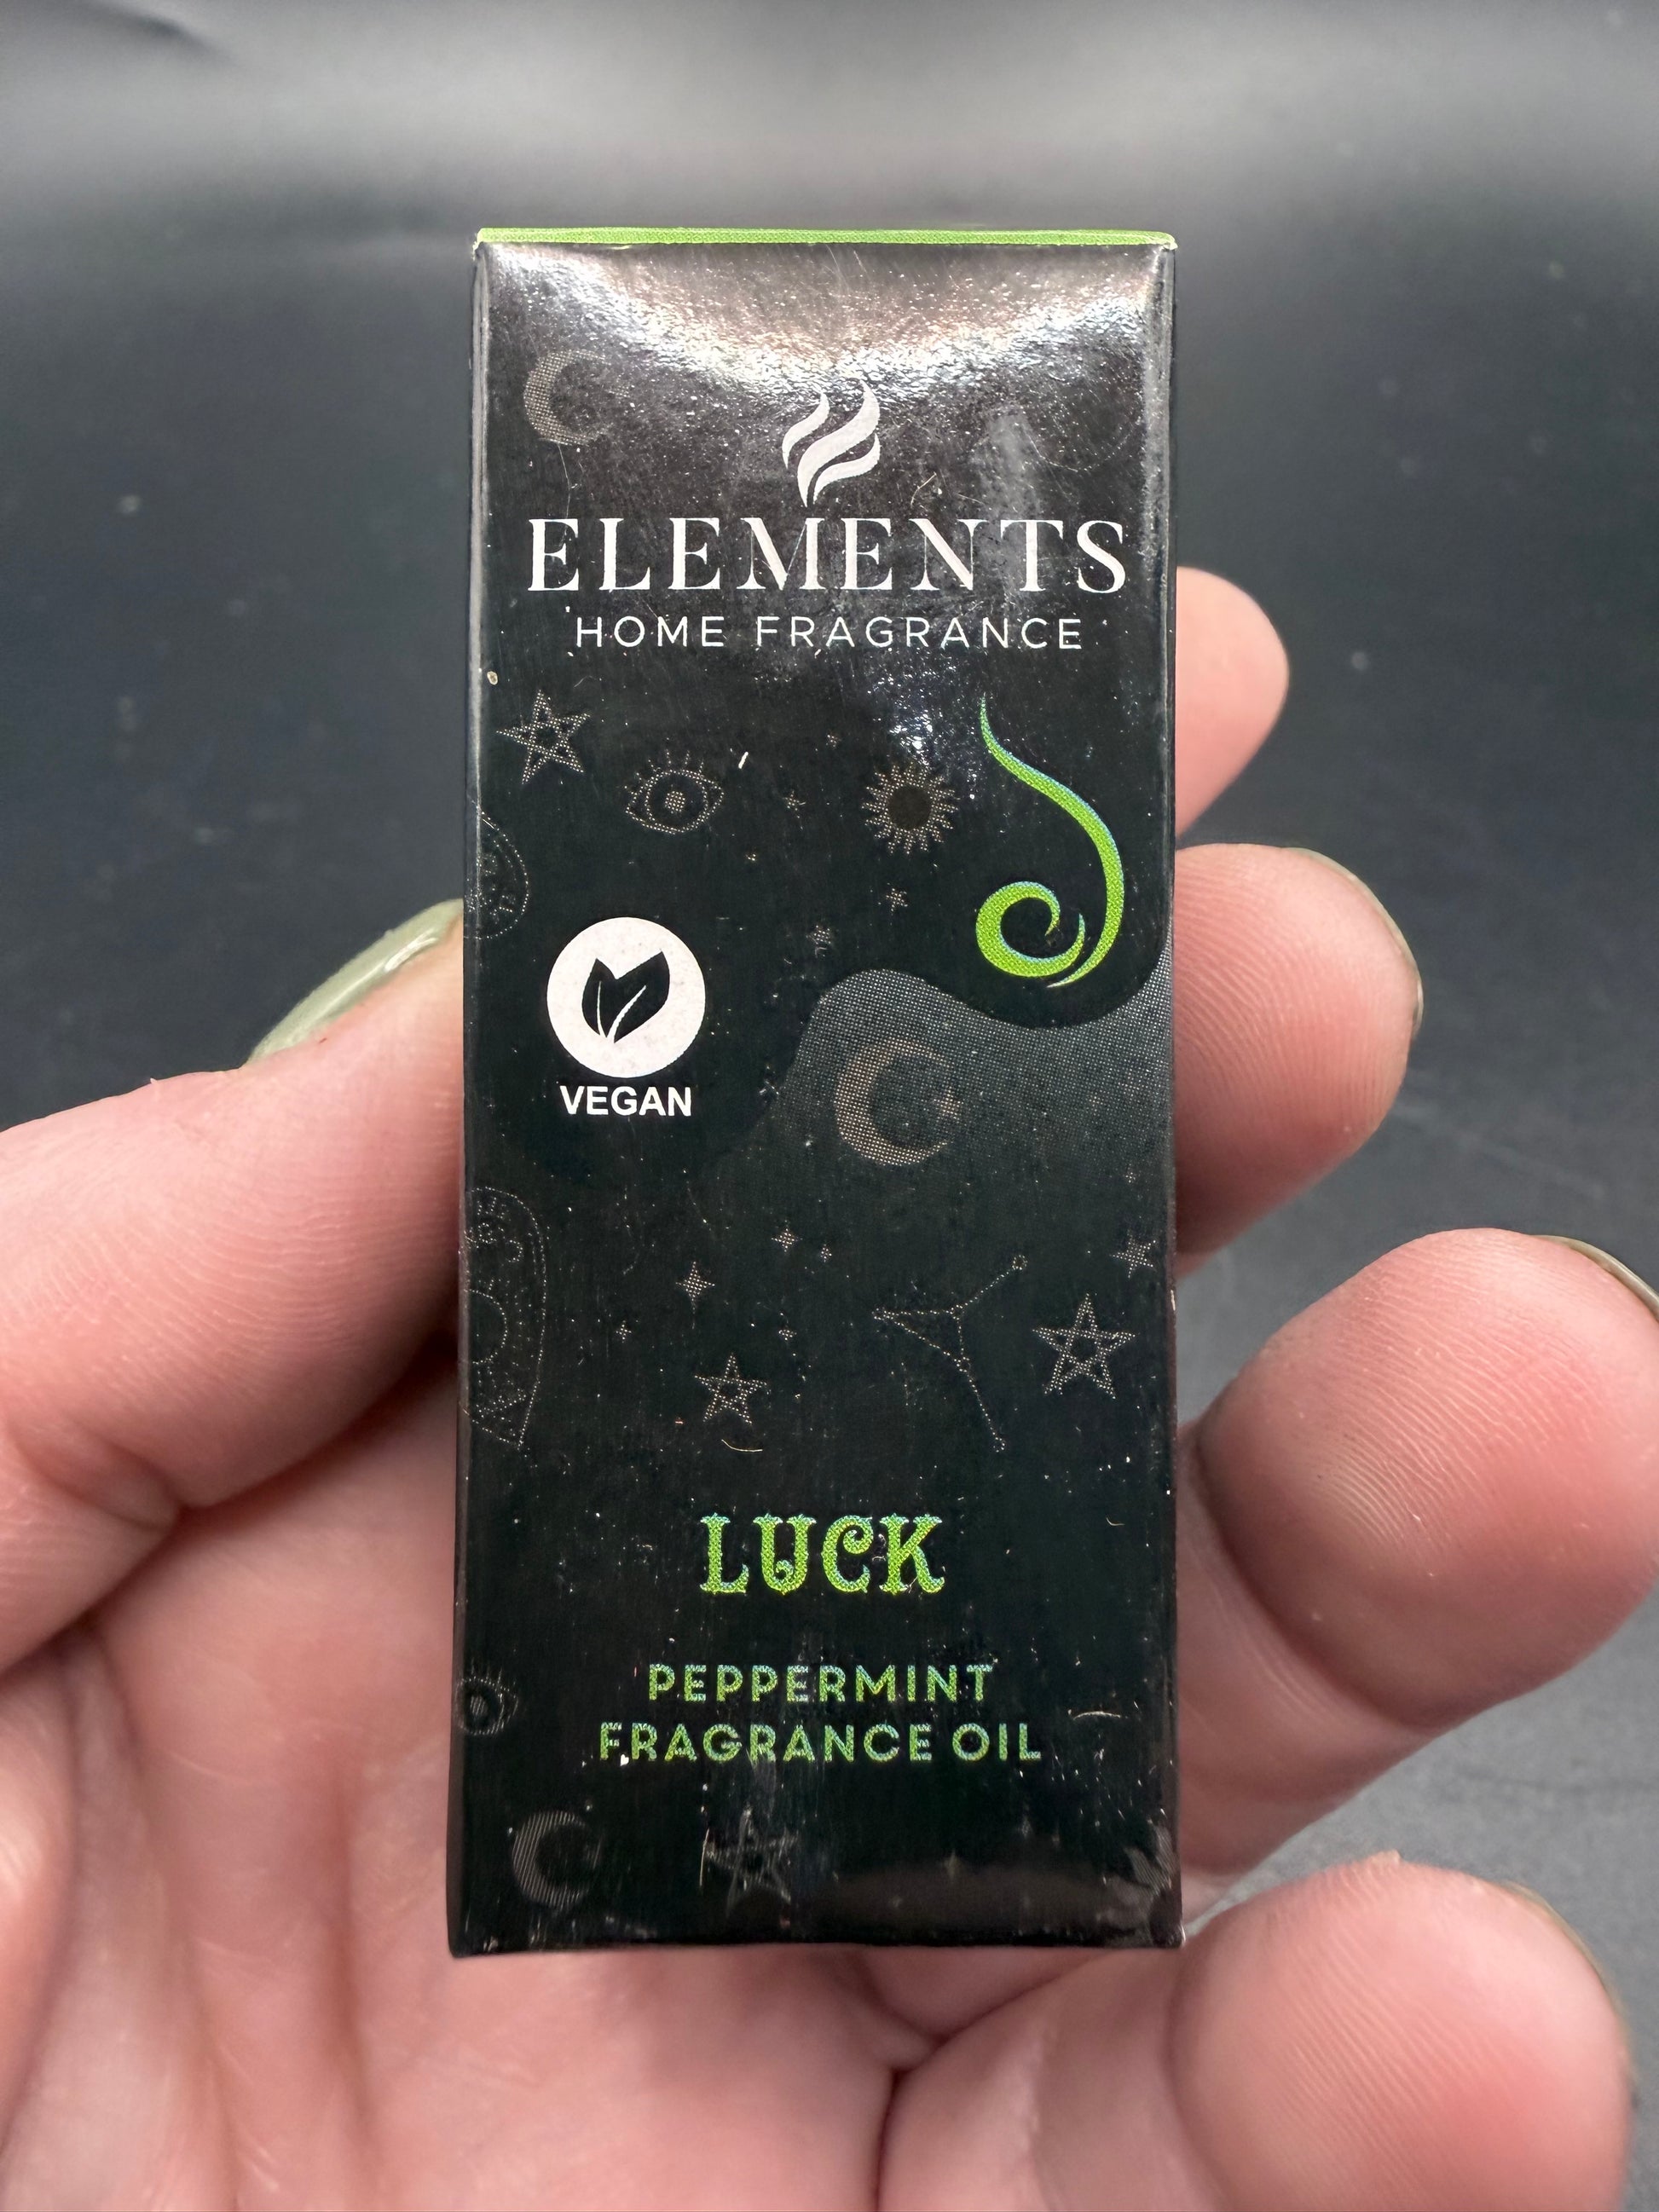 ELEMENTS
HOME FRAGRANCE
VEGAN
LUCK
PEPPERMINT
FRAGRANCE OIL